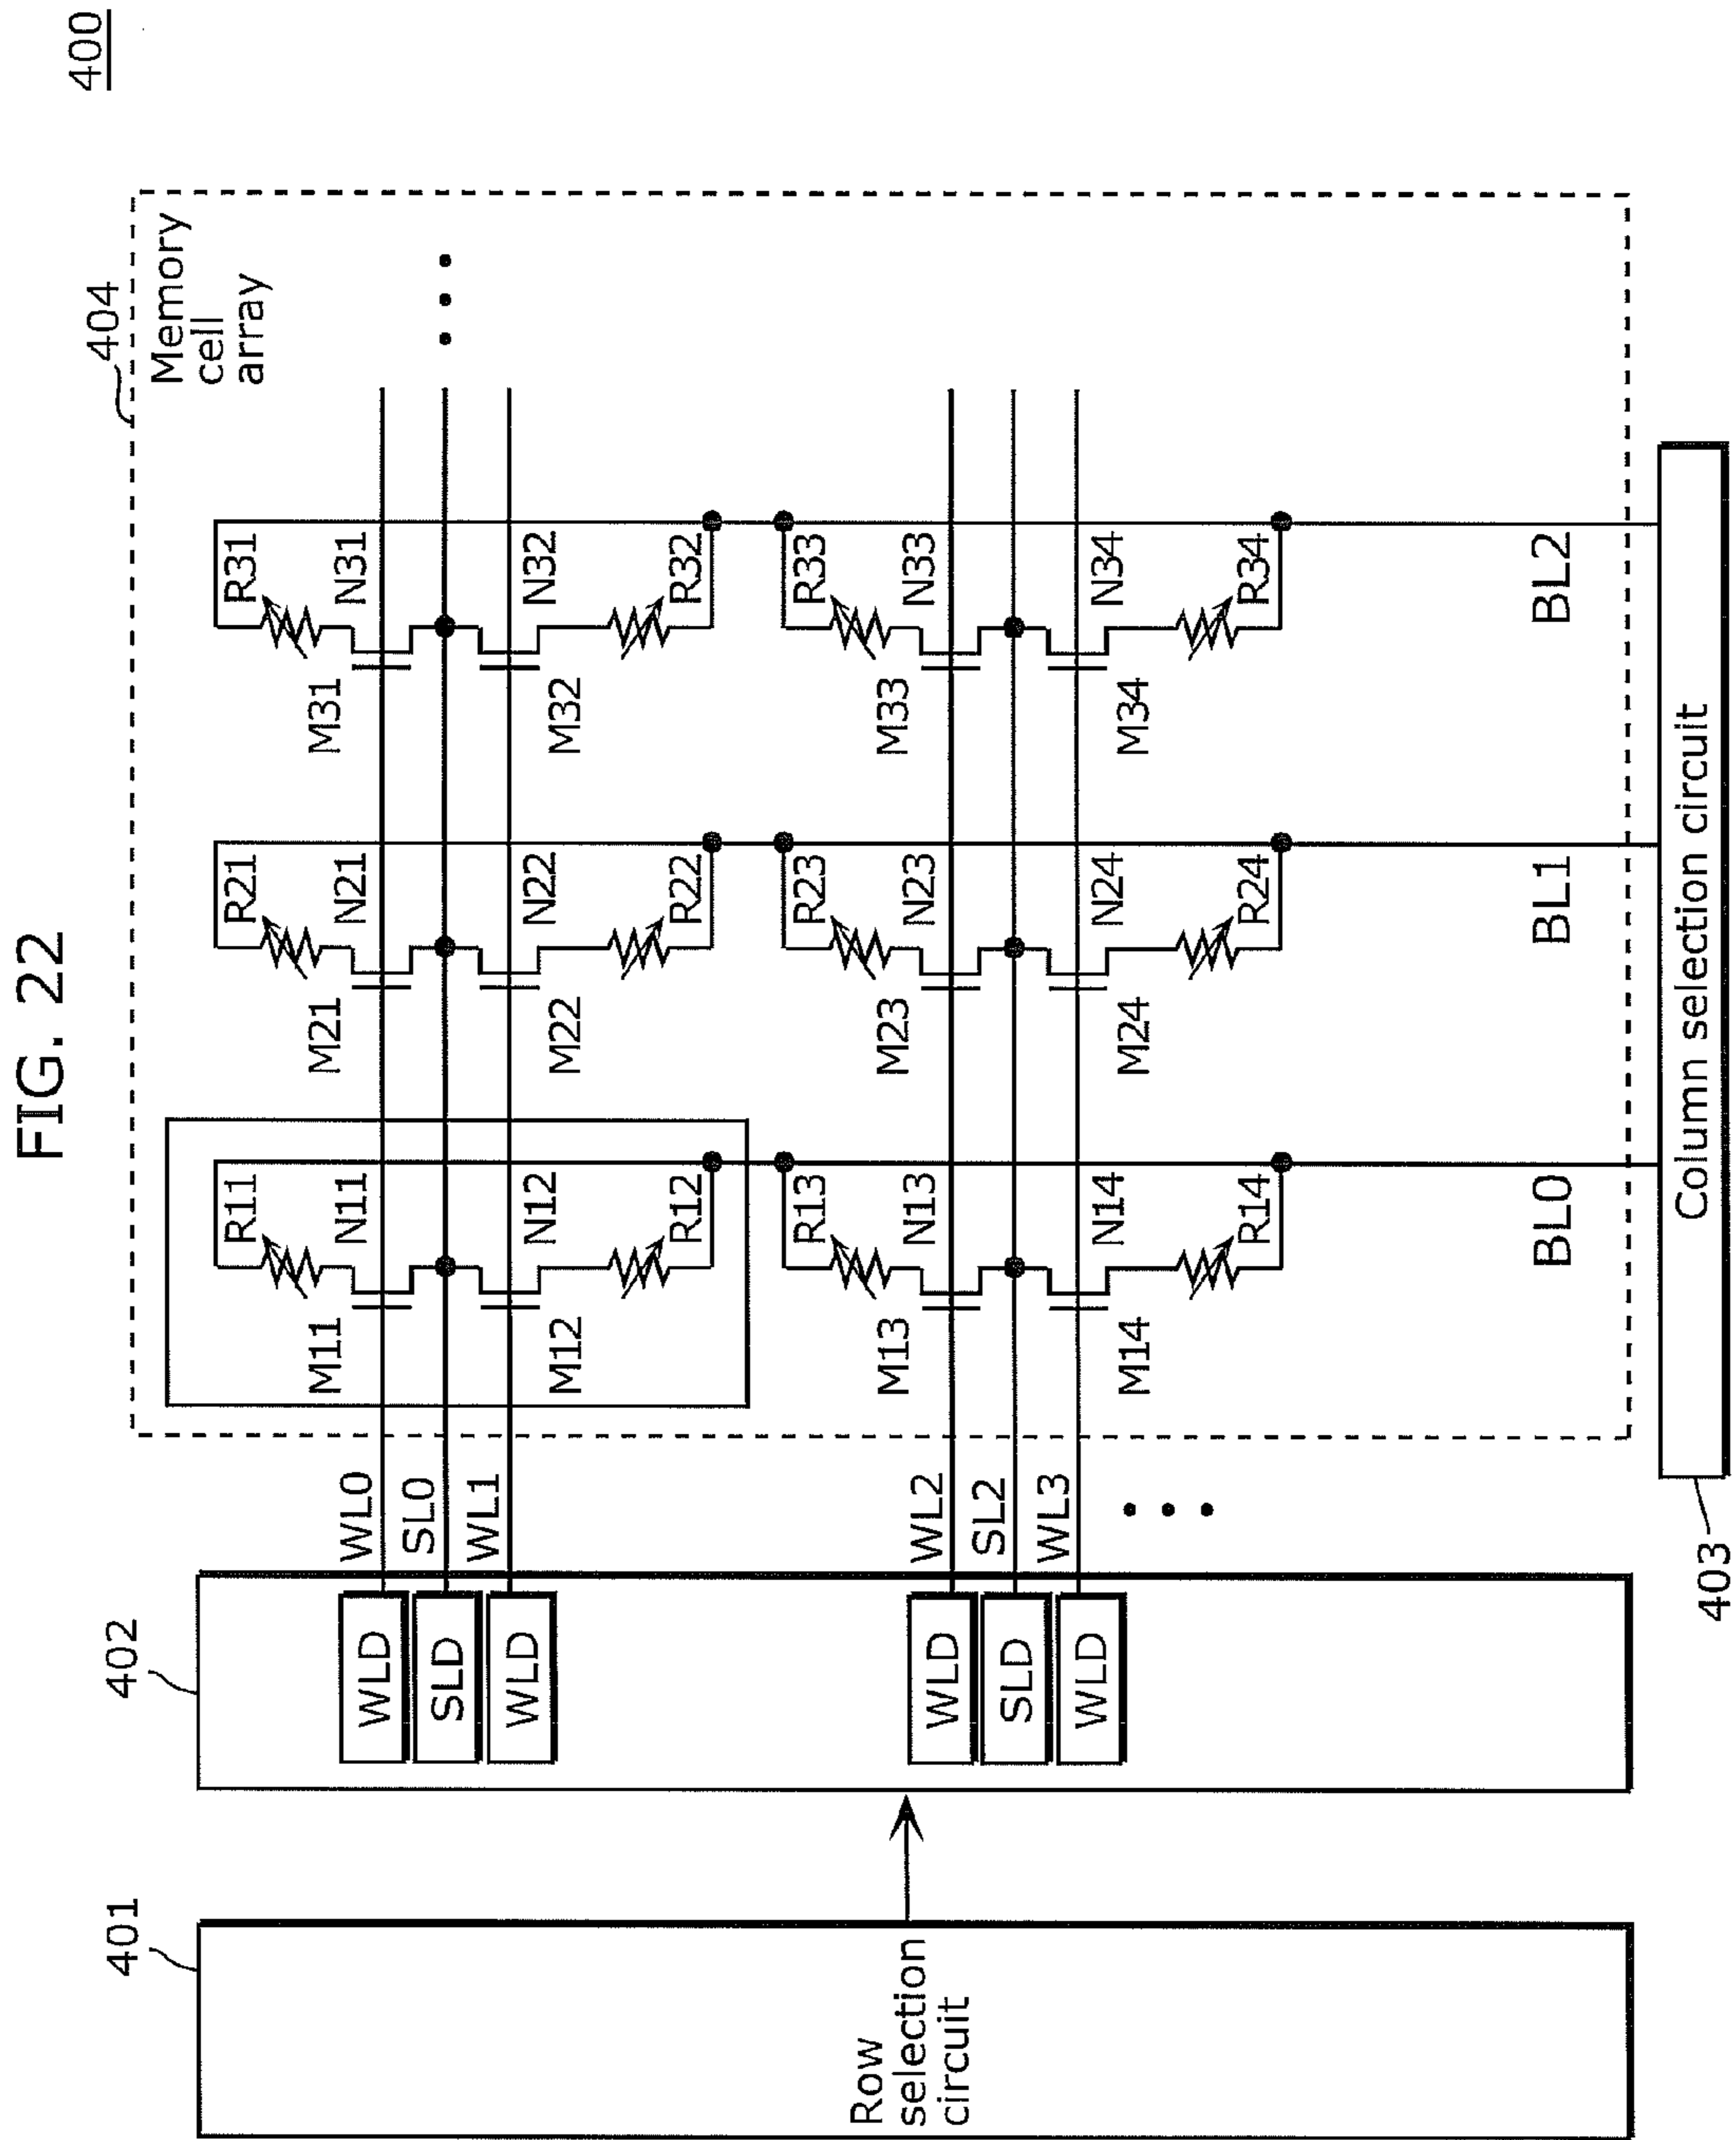 FIG. 22
400
401
402
404
Memory
cell
array
Row
selection
circuit
WLD
SLD
WLD
WLD
SLD
WLD
WL0
SL0
WL1
WL2
SL2
WL3
R11
M11
N11
M12
N12
R12
R21
M21
N21
M22
N22
R22
R31
M31
N31
M32
N32
R32
R13
M13
N13
M14
N14
R14
R23
M23
N23
M24
N24
R24
R33
M33
N33
M34
N34
R34
BL0
BL1
BL2
403
Column selection circuit